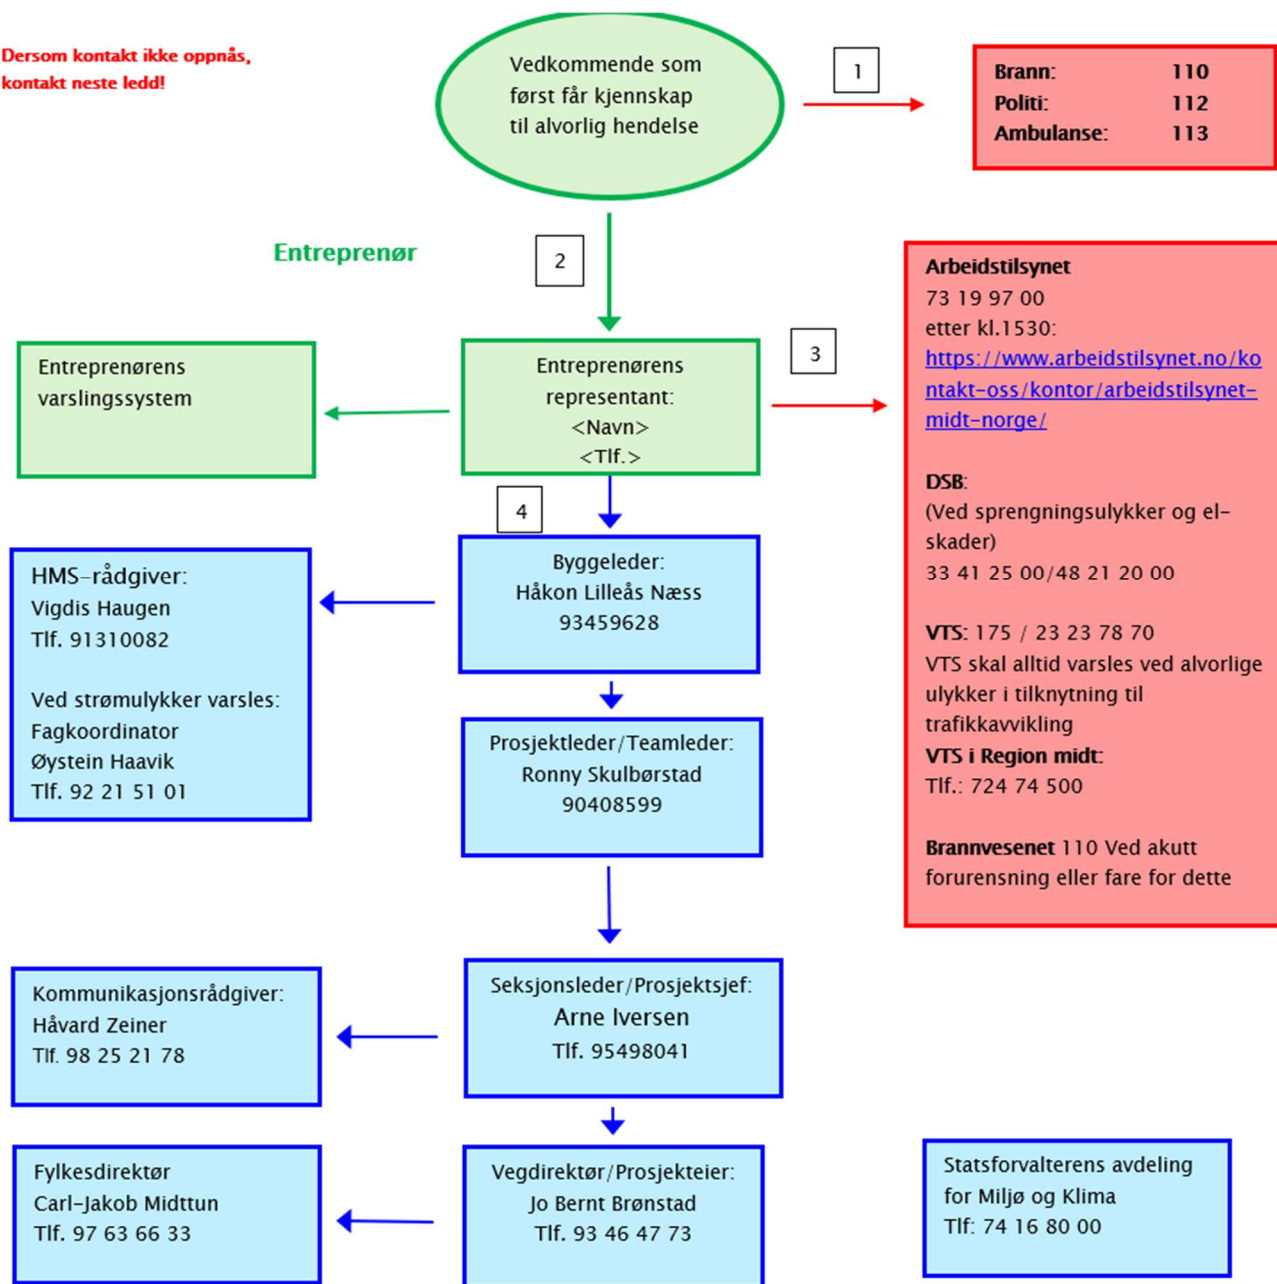 Dersom kontakt ikke oppnås,
kontakt neste ledd!
Vedkommende som
først får kjennskap
til alvorlig hendelse
1
Brann: 110
Politi: 112
Ambulanse: 113
Entreprenør
2
Entreprenørens
varslingssystem
Entreprenørens
representant:
<Navn>
<Tlf.>
3
Arbeidstilsynet
73 19 97 00
etter kl.1530:
https://www.arbeidstilsynet.no/ko
ntakt-oss/kontor/arbeidstilsynet-
midt-norge/
DSB:
(Ved sprengningsulykker og el-
skader)
33 41 25 00/48 21 20 00
VTS: 175 / 23 23 78 70
VTS skal alltid varsles ved alvorlige
ulykker i tilknytning til
trafikkavvikling
VTS i Region midt:
Tlf.: 724 74 500
Brannvesenet 110 Ved akutt
forurensning eller fare for dette
4
HMS-rådgiver:
Vigdis Haugen
Tlf. 91310082
Ved strømulykker varsles:
Fagkoordinator
Øystein Haavik
Tlf. 92 21 51 01
Byggeleder:
Håkon Lilleås Næss
93459628
Prosjektleder/Teamleder:
Ronny Skulbørstad
90408599
Kommunikasjonsrådgiver:
Håvard Zeiner
Tlf. 98 25 21 78
Seksjonsleder/Prosjektsjef:
Arne Iversen
Tlf. 95498041
Fylkesdirektør
Carl-Jakob Midttun
Tlf. 97 63 66 33
Vegdirektør/Prosjekteier:
Jo Bernt Brønstad
Tlf. 93 46 47 73
Statsforvalterens avdeling
for Miljø og Klima
Tlf: 74 16 80 00